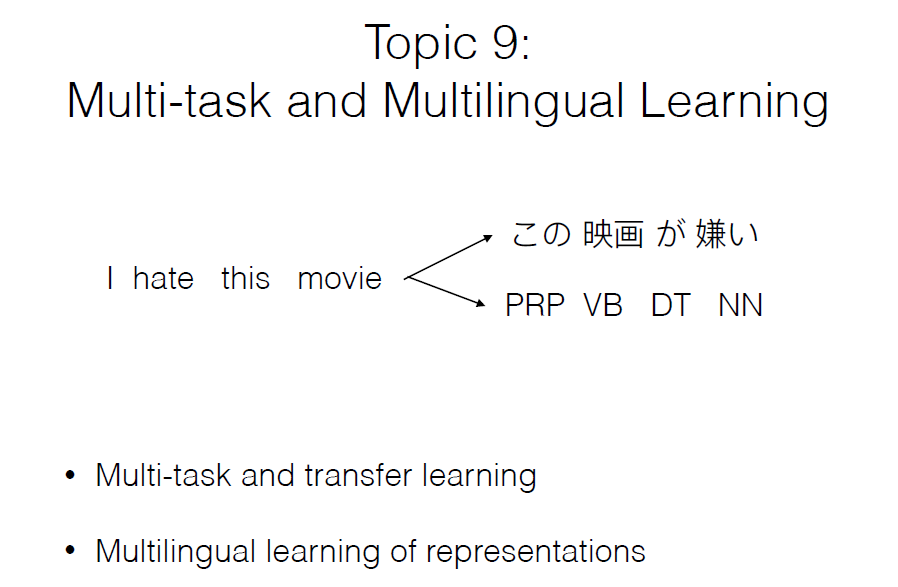 Topic 9:
Multi-task and Multilingual Learning
この 映画 が 嫌い
I hate this movie
PRP VB DT NN
• Multi-task and transfer learning
• Multilingual learning of representations